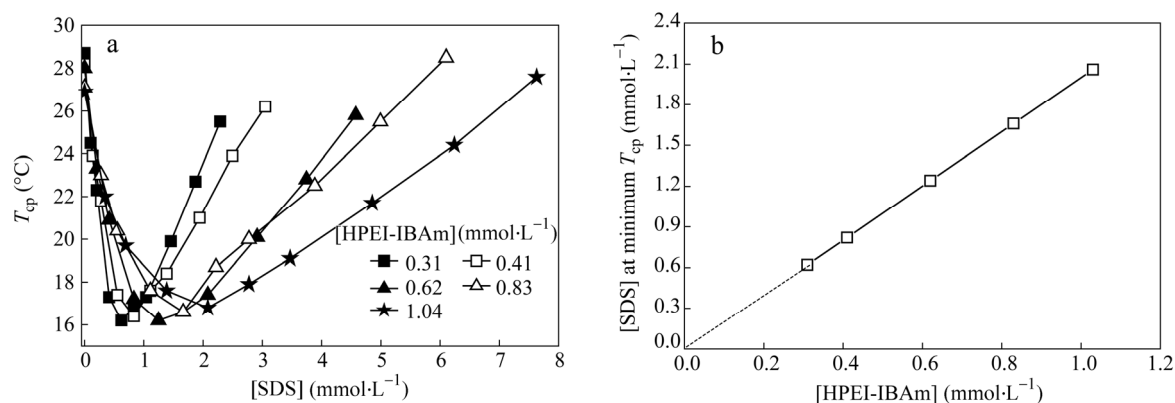 a
30
28
26
24
22
20
18
16
T_cp (°C)
0 1 2 3 4 5 6 7 8
[SDS] (mmol·L⁻¹)
[HPEI-IBAm] (mmol·L⁻¹)
0.31 0.41
0.62 0.83
1.04
b
2.1
1.8
1.5
1.2
0.9
0.6
0.3
0.0
[SDS] at minimum T_cp (mmol·L⁻¹)
0.0 0.2 0.4 0.6 0.8 1.0 1.2
[HPEI-IBAm] (mmol·L⁻¹)